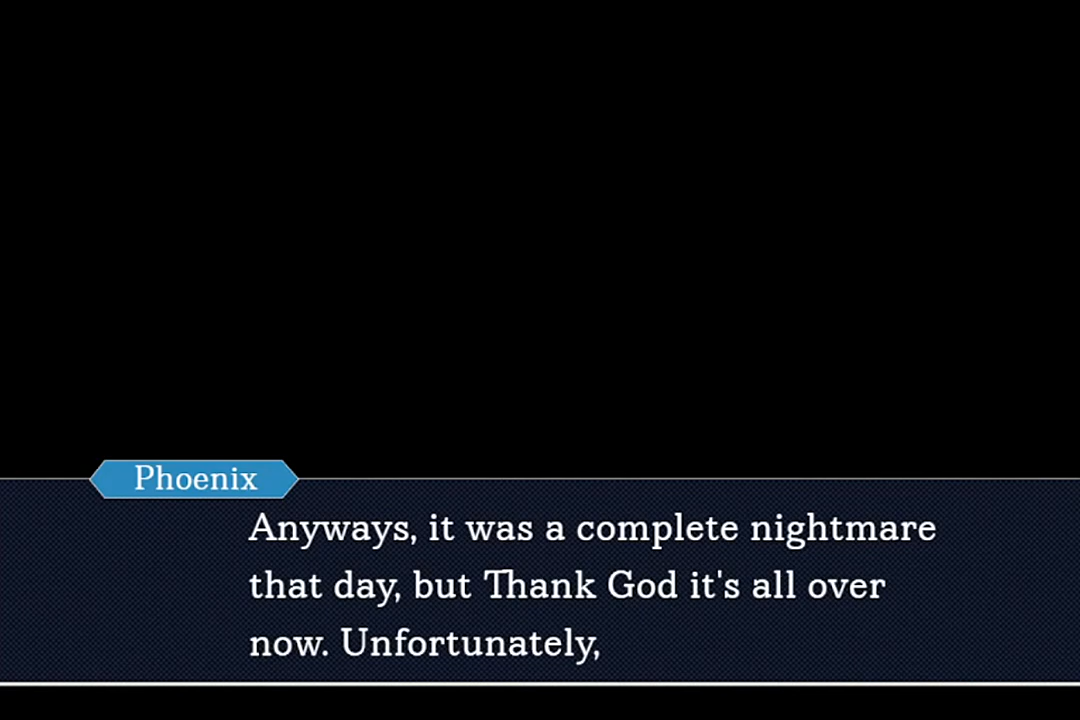 Phoenix
Anyways, it was a complete nightmare
that day, but Thank God it's all over
now. Unfortunately,